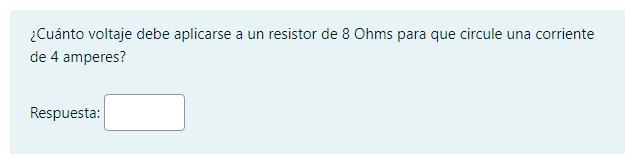 ¿Cuánto voltaje debe aplicarse a un resistor de 8 Ohms para que circule una corriente
de 4 amperes?
Respuesta: